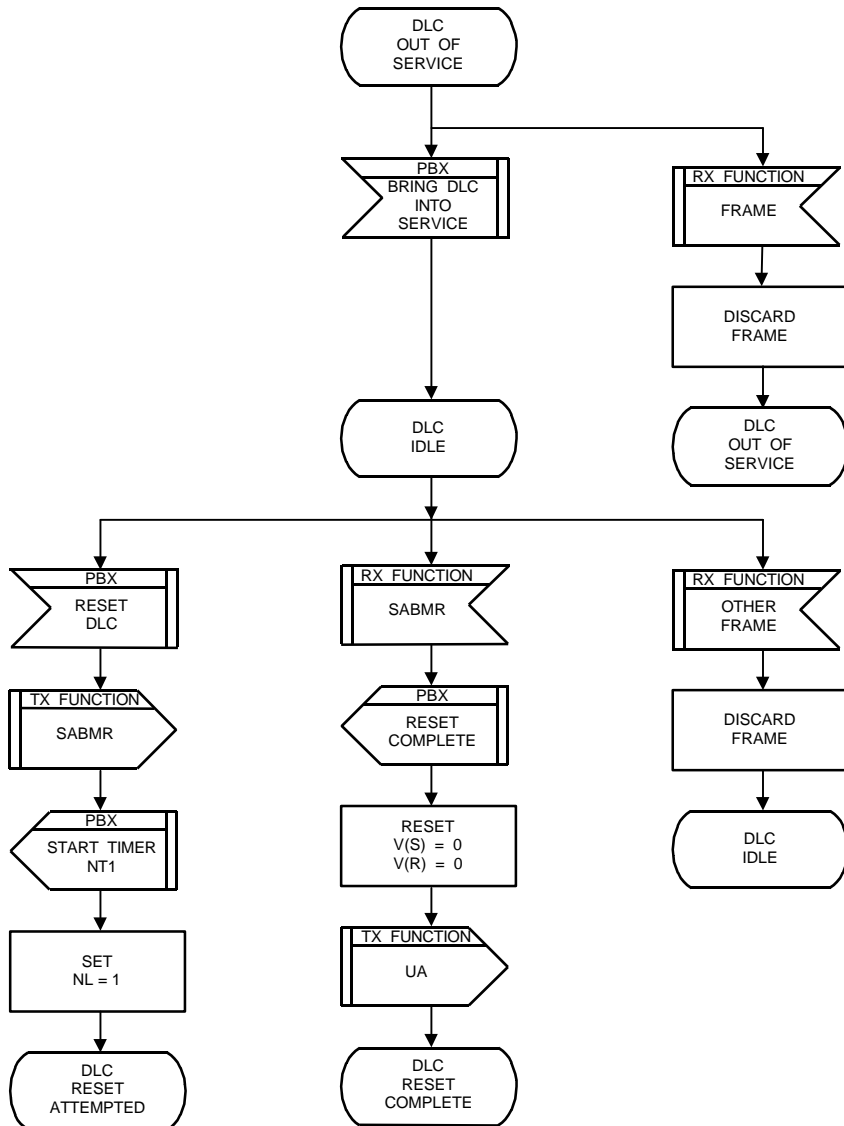 DLC
OUT OF
SERVICE
PBX
BRING DLC
INTO
SERVICE
RX FUNCTION
FRAME
DISCARD
FRAME
DLC
IDLE
DLC
OUT OF
SERVICE
PBX
RESET
DLC
RX FUNCTION
SABMR
RX FUNCTION
OTHER
FRAME
TX FUNCTION
SABMR
PBX
RESET
COMPLETE
DISCARD
FRAME
PBX
START TIMER
NT1
RESET
V(S) = 0
V(R) = 0
DLC
IDLE
SET
NL = 1
TX FUNCTION
UA
DLC
RESET
ATTEMPTED
DLC
RESET
COMPLETE